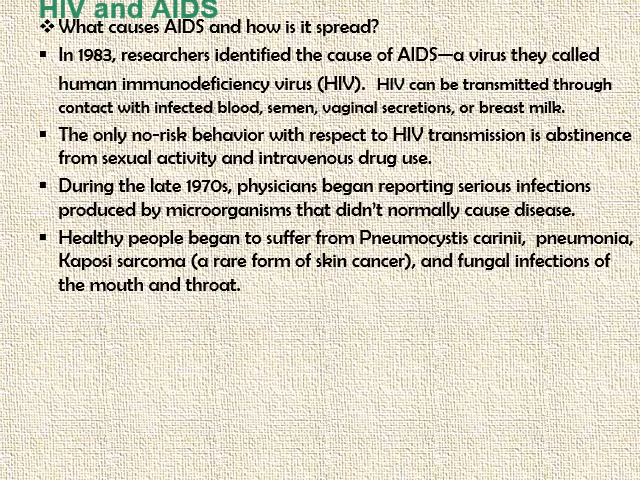 HIV and AIDS
❖ What causes AIDS and how is it spread?
▪ In 1983, researchers identified the cause of AIDS—a virus they called
human immunodeficiency virus (HIV). HIV can be transmitted through
contact with infected blood, semen, vaginal secretions, or breast milk.
▪ The only no-risk behavior with respect to HIV transmission is abstinence
from sexual activity and intravenous drug use.
▪ During the late 1970s, physicians began reporting serious infections
produced by microorganisms that didn't normally cause disease.
▪ Healthy people began to suffer from Pneumocystis carinii, pneumonia,
Kaposi sarcoma (a rare form of skin cancer), and fungal infections of
the mouth and throat.